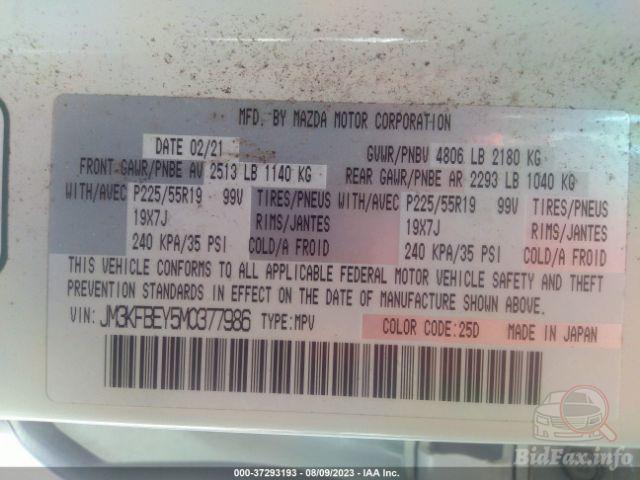 MFD. BY MAZDA MOTOR CORPORATION
DATE 02/21 GVWR/PNBV 4806 LB 2180 KG
FRONT GAWR/PNBE AV 2513 LB 1140 KG REAR GAWR/PNBE AR 2293 LB 1040 KG
WITH/AVEC P225/55R19 99V TIRES/PNEUS WITH/AVEC P225/55R19 99V TIRES/PNEUS
19X7J RIMS/JANTES 19X7J RIMS/JANTES
240 KPA/35 PSI COLD/A FROID 240 KPA/35 PSI COLD/A FROID
THIS VEHICLE CONFORMS TO ALL APPLICABLE FEDERAL MOTOR VEHICLE SAFETY AND THEFT
PREVENTION STANDARDS IN EFFECT ON THE DATE OF MANUFACTURE SHOWN ABOVE.
VIN: JM3KFBEY5M0377986 TYPE:MPV COLOR CODE:25D MADE IN JAPAN
BidFax.info
000-37293193 - 08/09/2023 - IAA Inc.